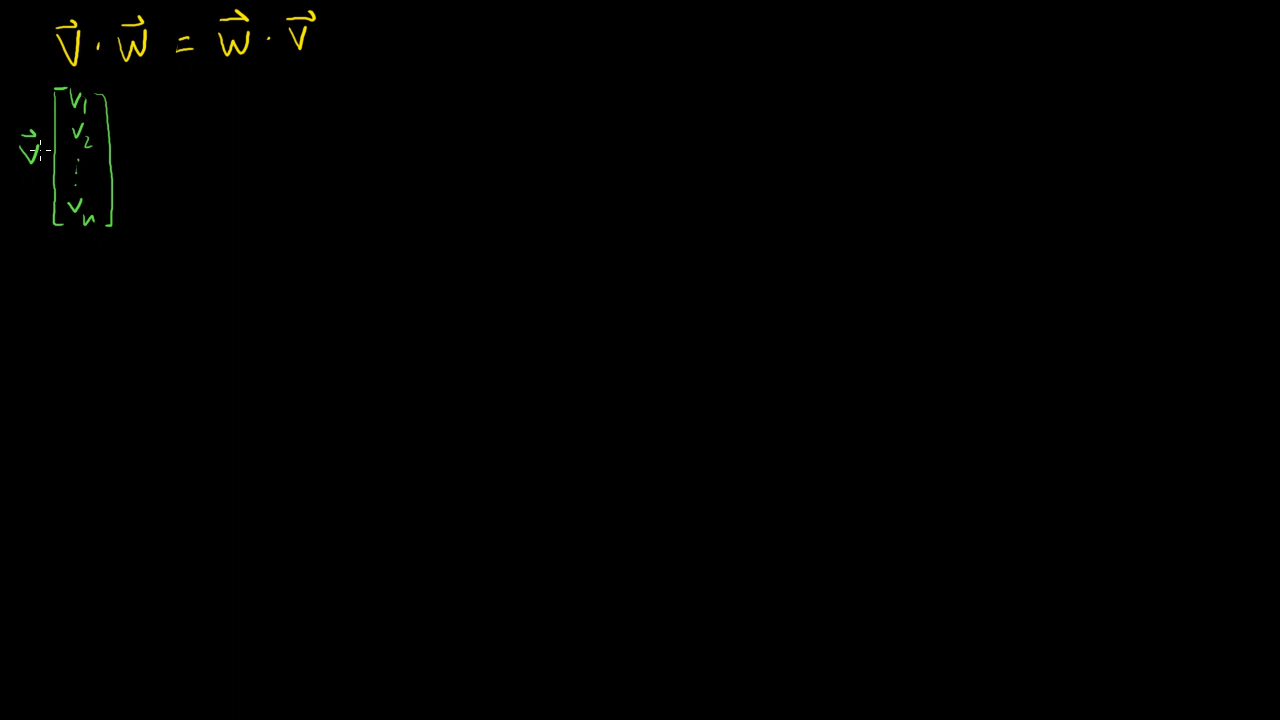 v⃗ · w⃗ = w⃗ · v⃗
v⃗ [v₁
v₂
⋮
vₙ]